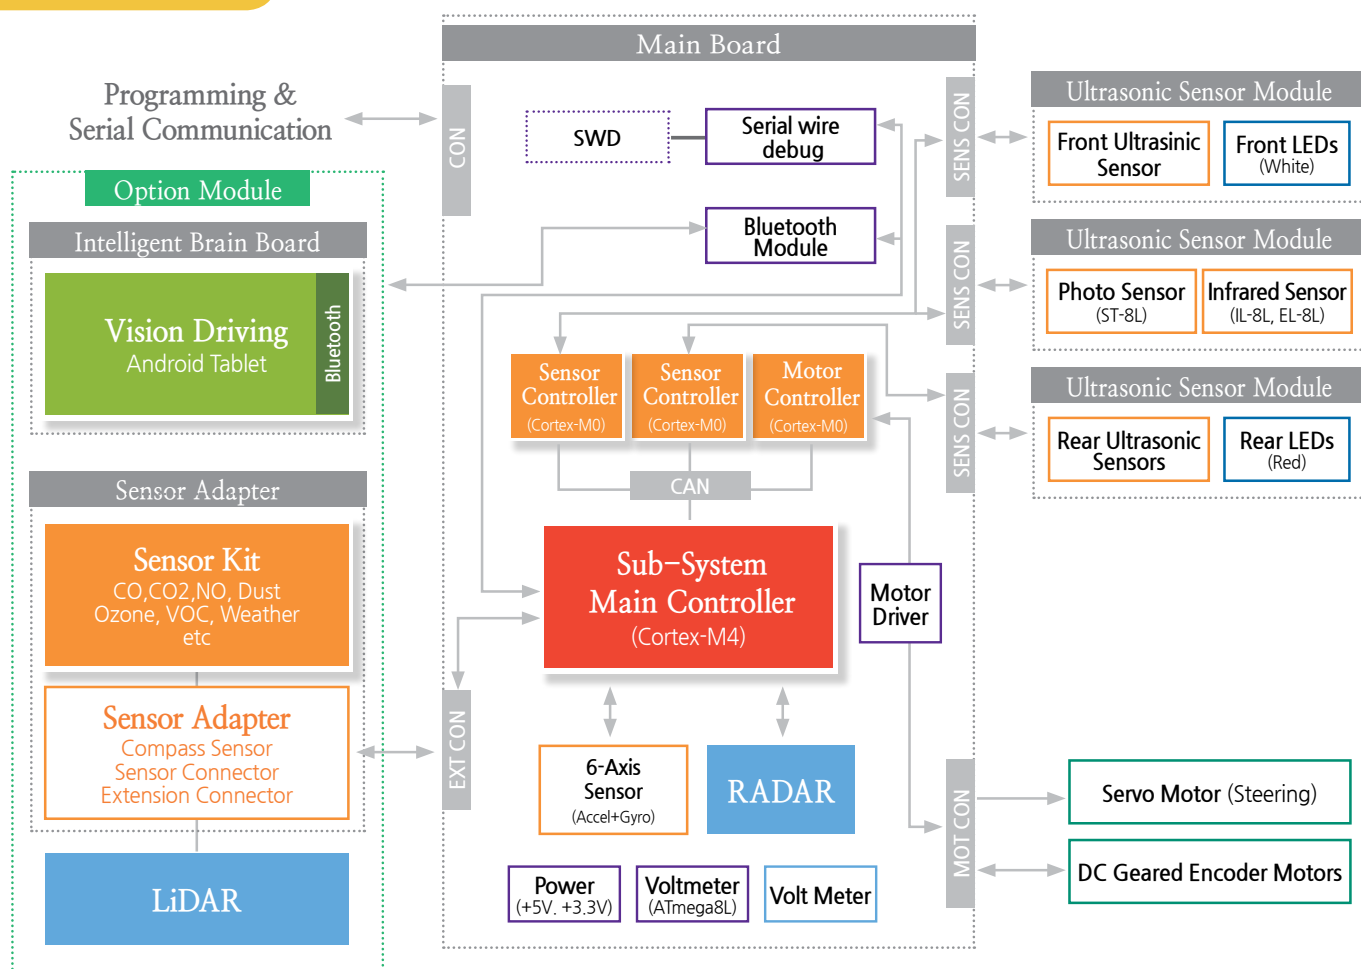 Main Board
Programming &
Serial Communication
CON
SWD
Serial wire
debug
Bluetooth
Module
SENS CON
Ultrasonic Sensor Module
Front Ultrasinic
Sensor
Front LEDs
(White)
SENS CON
Ultrasonic Sensor Module
Photo Sensor
(ST-8L)
Infrared Sensor
(IL-8L, EL-8L)
SENS CON
Ultrasonic Sensor Module
Rear Ultrasonic
Sensors
Rear LEDs
(Red)
Option Module
Intelligent Brain Board
Vision Driving
Android Tablet
Bluetooth
Sensor Adapter
Sensor Kit
CO,CO2,NO, Dust
Ozone, VOC, Weather
etc
Sensor Adapter
Compass Sensor
Sensor Connector
Extension Connector
LiDAR
Sensor
Controller
(Cortex-M0)
Sensor
Controller
(Cortex-M0)
Motor
Controller
(Cortex-M0)
CAN
Sub-System
Main Controller
(Cortex-M4)
Motor
Driver
EXT CON
6-Axis
Sensor
(Accel+Gyro)
RADAR
Power
(+5V. +3.3V)
Voltmeter
(ATmega8L)
Volt Meter
MOT CON
Servo Motor (Steering)
DC Geared Encoder Motors